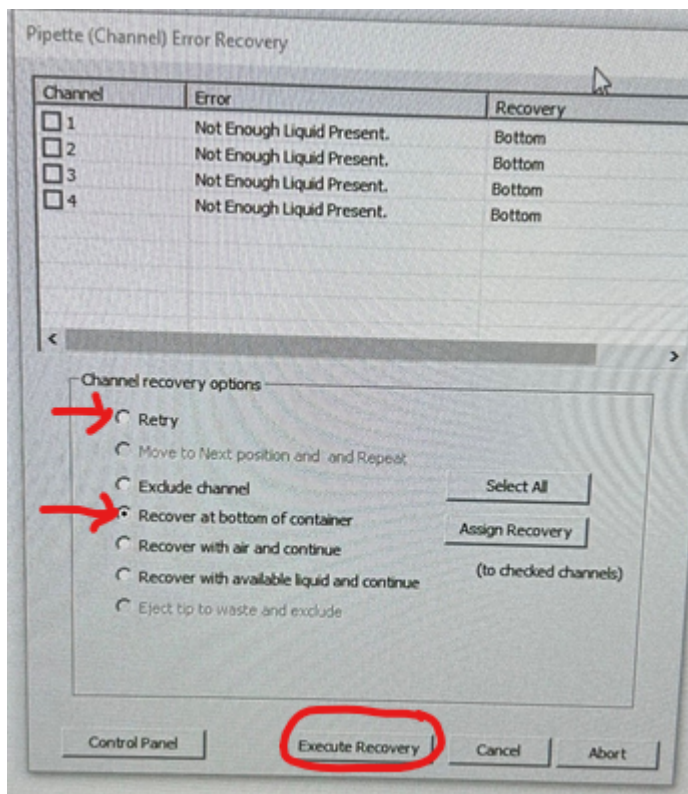 Pipette (Channel) Error Recovery
Channel Error Recovery
1 Not Enough Liquid Present. Bottom
2 Not Enough Liquid Present. Bottom
3 Not Enough Liquid Present. Bottom
4 Not Enough Liquid Present. Bottom
Channel recovery options
Retry
Move to Next position and and Repeat
Exclude channel
Select All
Recover at bottom of container
Assign Recovery
Recover with air and continue
(to checked channels)
Recover with available liquid and continue
Eject tip to waste and exclude
Control Panel Execute Recovery Cancel Abort